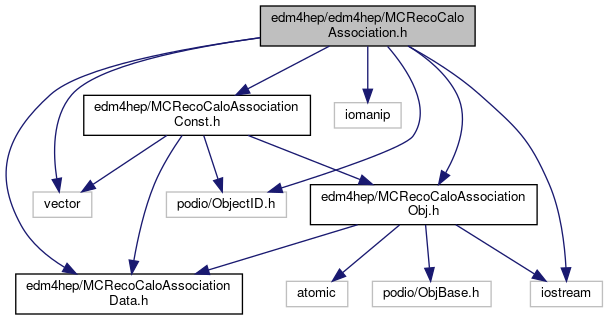 edm4hep/edm4hep/MCRecoCalo
Association.h
edm4hep/MCRecoCaloAssociation
Const.h
iomanip
vector
podio/ObjectID.h
edm4hep/MCRecoCaloAssociation
Obj.h
edm4hep/MCRecoCaloAssociation
Data.h
atomic
podio/ObjBase.h
iostream